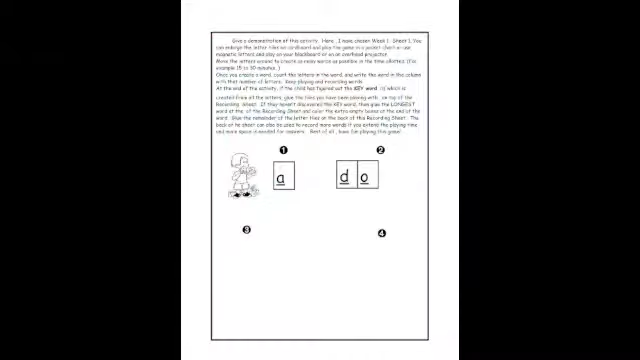 Give a demonstration of this activity. Here, I have chosen Week 1 Sheet 1. You
can enlarge the letter tiles on cardboard and play the game in a pocket chart or use
magnetic letters and play on your blackboard or on an overhead projector.
Move the letters around to create as many words as possible in the time allotted. (For
example 15 to 30 minutes.)
Once you create a word, count the letters in the word, and write the word in the column
with that number of letters. Keep playing and recording words.
At the end of the activity, if the child has figured out the KEY word which is
created from all the letters, glue the tiles you have been playing with on top of the
Recording Sheet. If they haven't discovered the KEY word, then glue the LONGEST
word at the of the Recording Sheet and color the extra empty boxes at the end of the
word. Glue the remainder of the letter tiles on the back of this Recording Sheet. The
back of he sheet can also be used to record more words if you extend the playing time
and more space is needed for answers. Best of all, have fun playing this game!
1 2
a d o
3 4